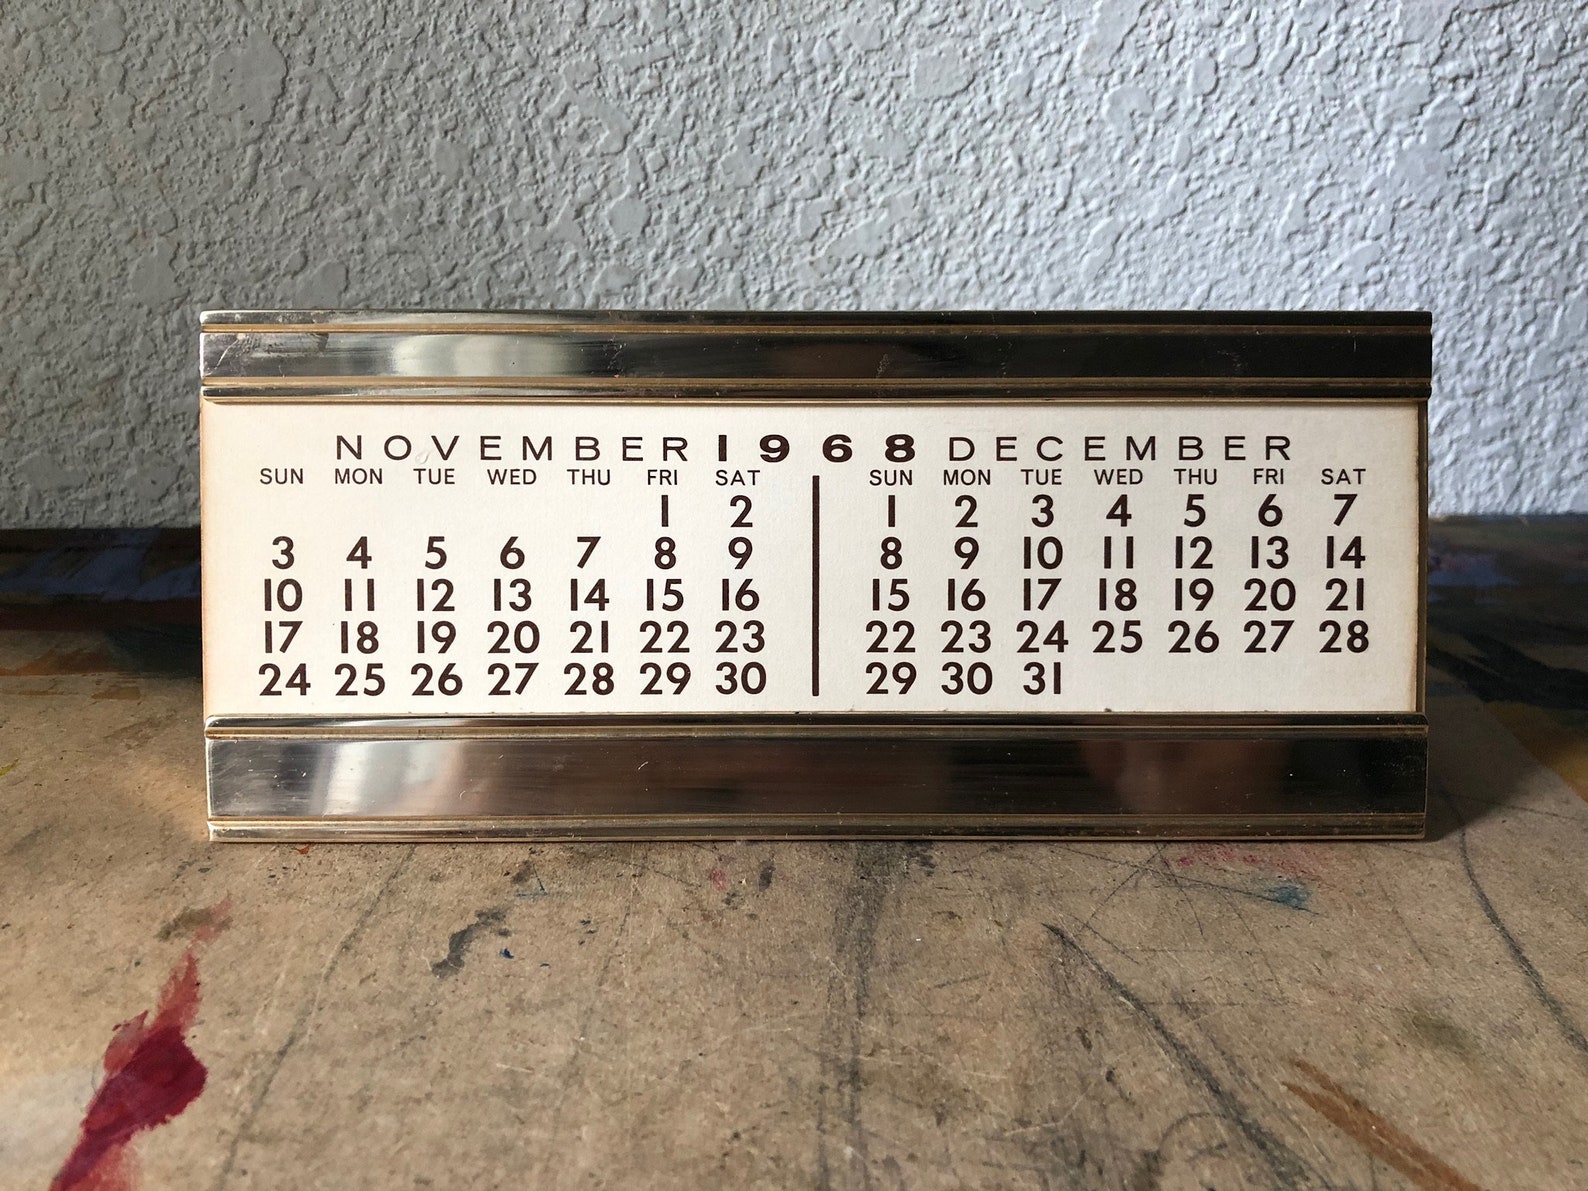 NOVEMBER 1968 DECEMBER
SUN MON TUE WED THU FRI SAT SUN MON TUE WED THU FRI SAT
1 2 1 2 3 4 5 6 7
3 4 5 6 7 8 9 8 9 10 11 12 13 14
10 11 12 13 14 15 16 15 16 17 18 19 20 21
17 18 19 20 21 22 23 22 23 24 25 26 27 28
24 25 26 27 28 29 30 29 30 31